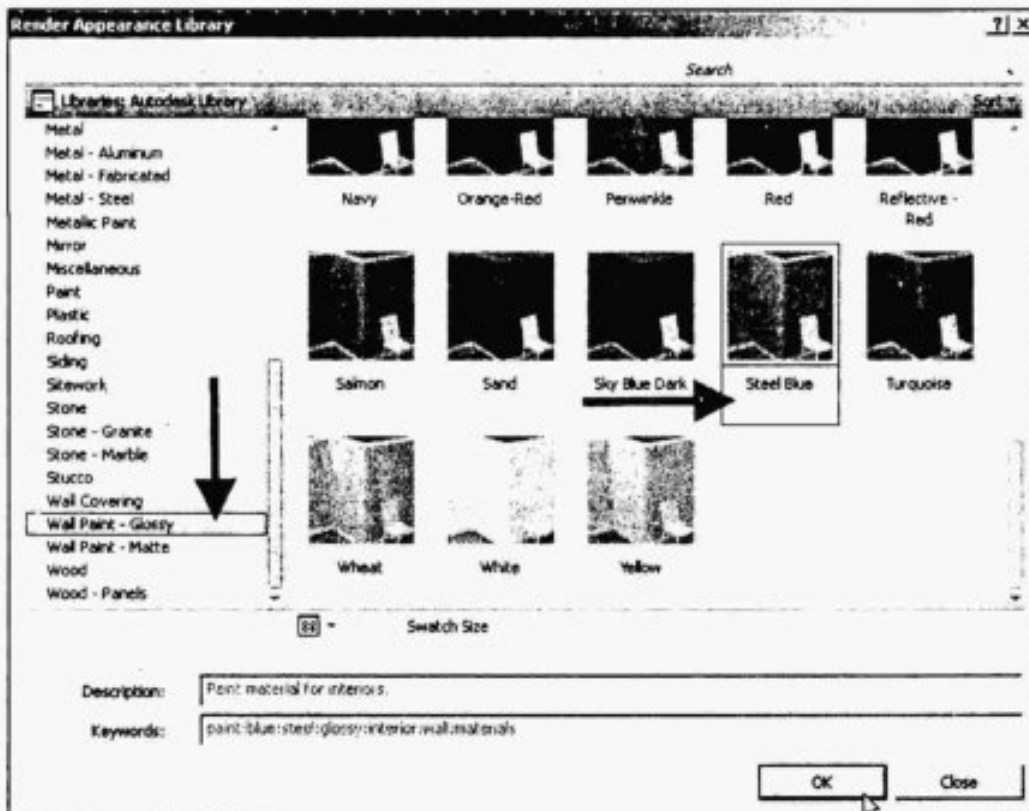 Render Appearance Library
? ×
Search
Libraries: Autodesk Library
Sort
Metal
Metal - Aluminum
Metal - Fabricated
Metal - Steel
Metallic Paint
Mirror
Miscellaneous
Paint
Plastic
Roofing
Siding
Sitework
Stone
Stone - Granite
Stone - Marble
Stucco
Wall Covering
Wall Paint - Glossy
Wall Paint - Matte
Wood
Wood - Panels
Navy
Orange-Red
Periwinkle
Red
Reflective -
Red
Salmon
Sand
Sky Blue Dark
Steel Blue
Turquoise
Wheat
White
Yellow
Swatch Size
Description:
Paint material for interiors.
Keywords:
paint:blue:steel:glossy:interior:wall:materials
OK
Close